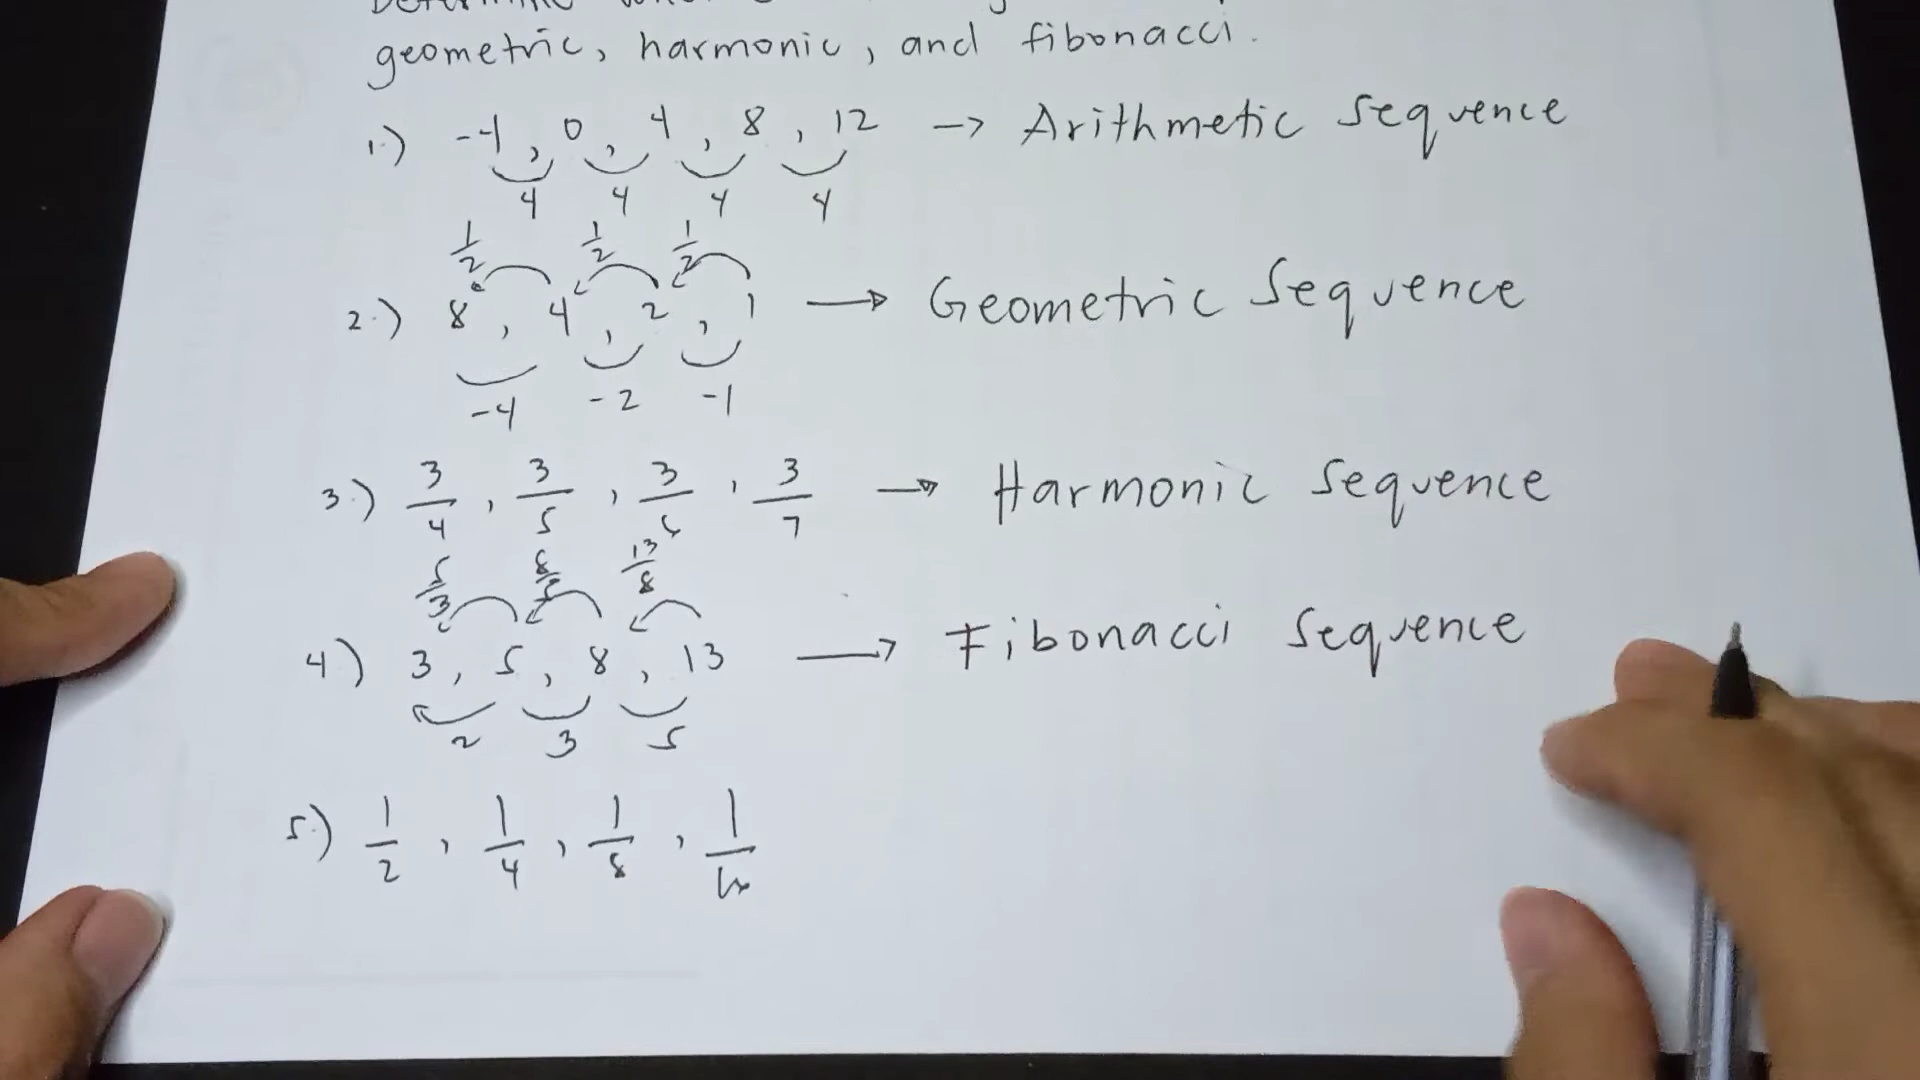 geometric, harmonic, and fibonacci.
1.) -4, 0, 4, 8, 12 → Arithmetic Sequence
4 4 4 4
1/2 1/2 1/2
2.) 8, 4, 2, 1 → Geometric Sequence
-4 -2 -1
3.) 3/4, 3/5, 3/6, 3/7 → Harmonic Sequence
5/3 8/5 13/8
4.) 3, 5, 8, 13 → Fibonacci Sequence
2 3 5
5.) 1/2, 1/4, 1/8, 1/16